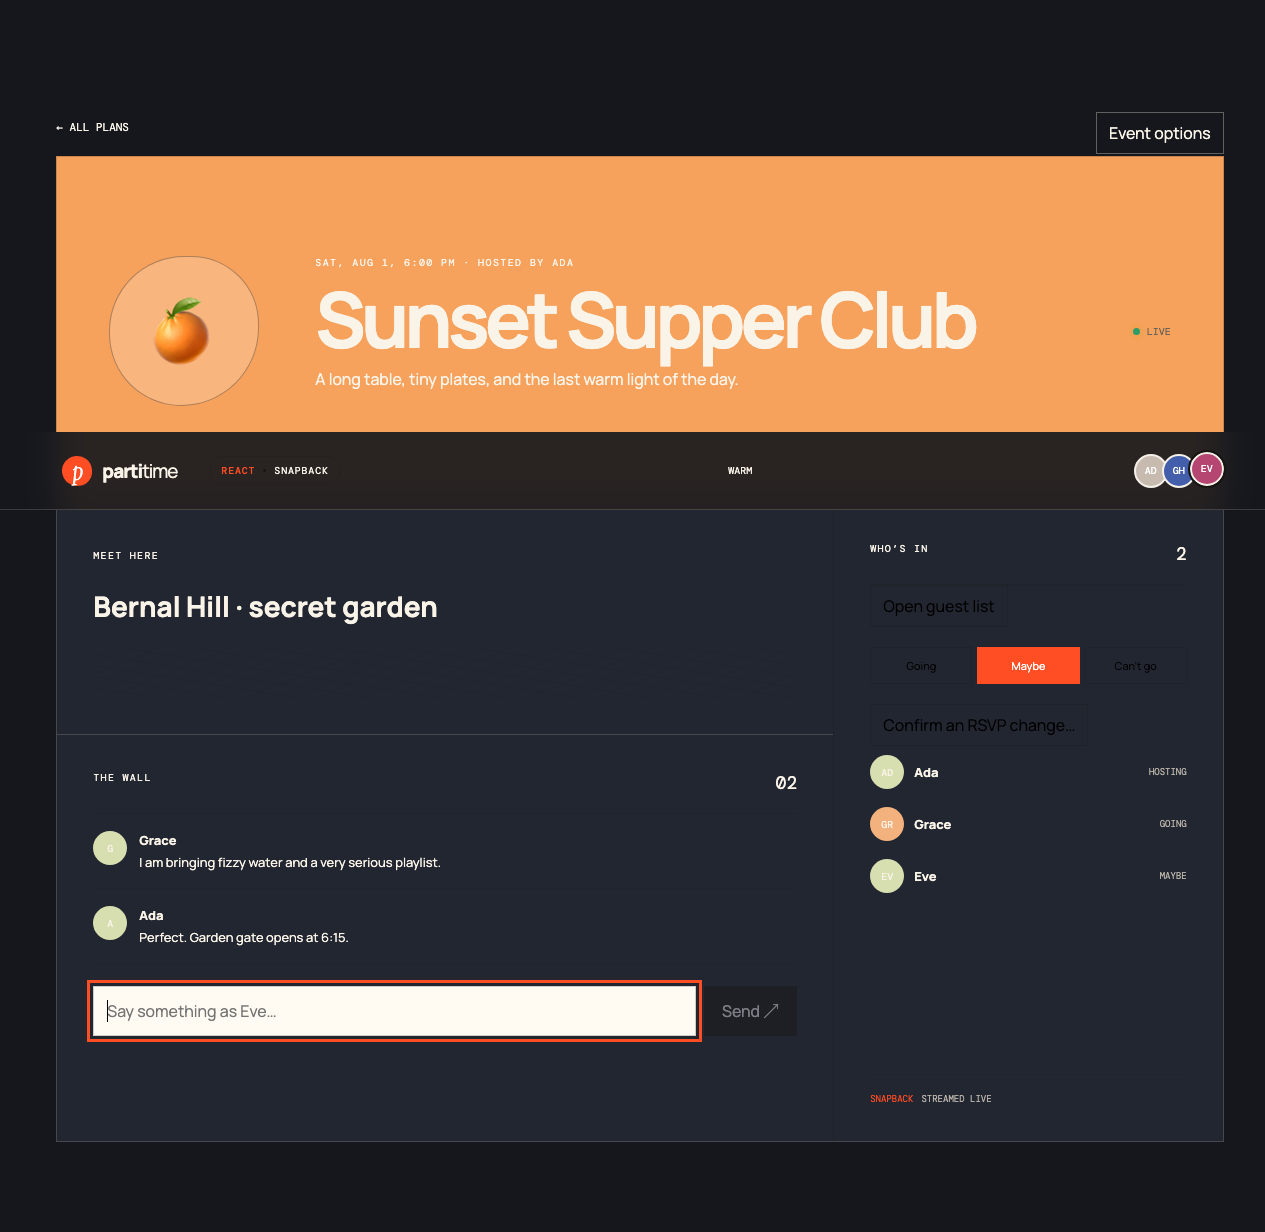 ← ALL PLANS
Event options
SAT, AUG 1, 6:00 PM · HOSTED BY ADA
Sunset Supper Club
LIVE
A long table, tiny plates, and the last warm light of the day.
p partitime
REACT · SNAPBACK
WARM
AD GH EV
MEET HERE
Bernal Hill · secret garden
WHO'S IN
2
Open guest list
Going Maybe Can't go
Confirm an RSVP change…
AD Ada HOSTING
GR Grace GOING
EV Eve MAYBE
SNAPBACK STREAMED LIVE
THE WALL
02
G Grace
I am bringing fizzy water and a very serious playlist.
A Ada
Perfect. Garden gate opens at 6:15.
Say something as Eve…
Send ↗